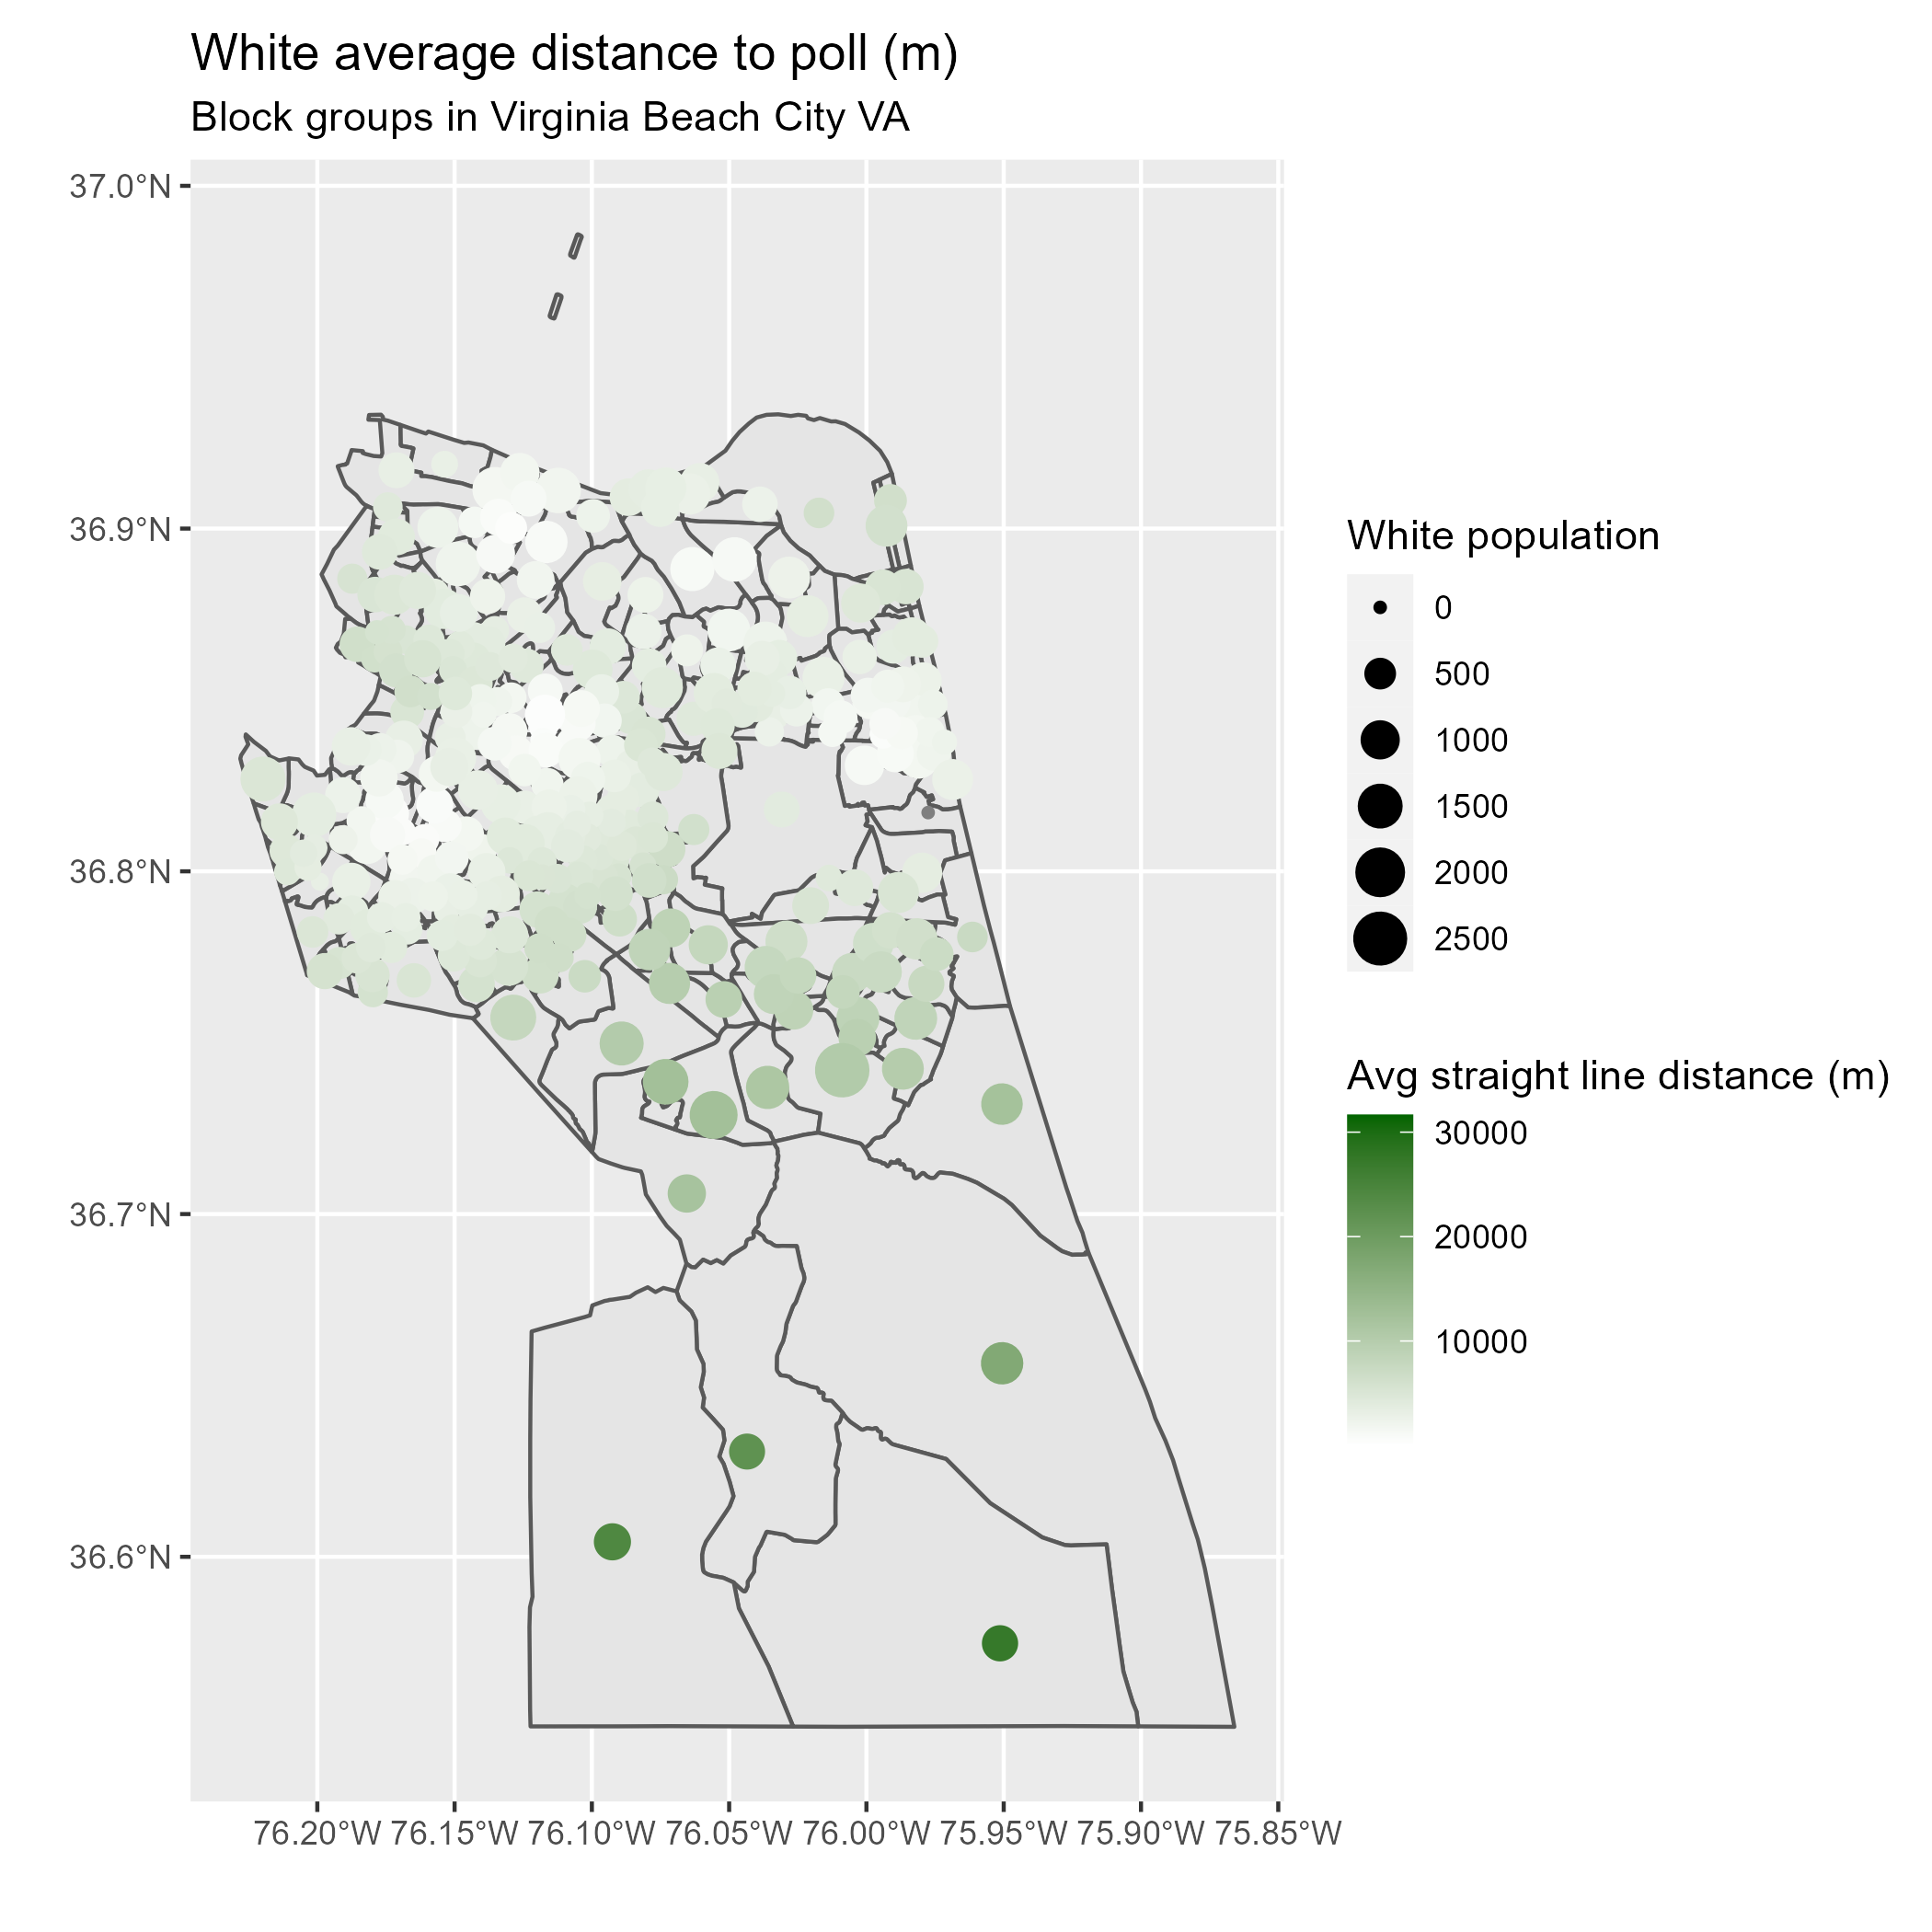 White average distance to poll (m)
Block groups in Virginia Beach City VA
37.0°N
36.9°N
36.8°N
36.7°N
36.6°N
76.20°W 76.15°W 76.10°W 76.05°W 76.00°W 75.95°W 75.90°W 75.85°W
White population
0
500
1000
1500
2000
2500
Avg straight line distance (m)
30000
20000
10000